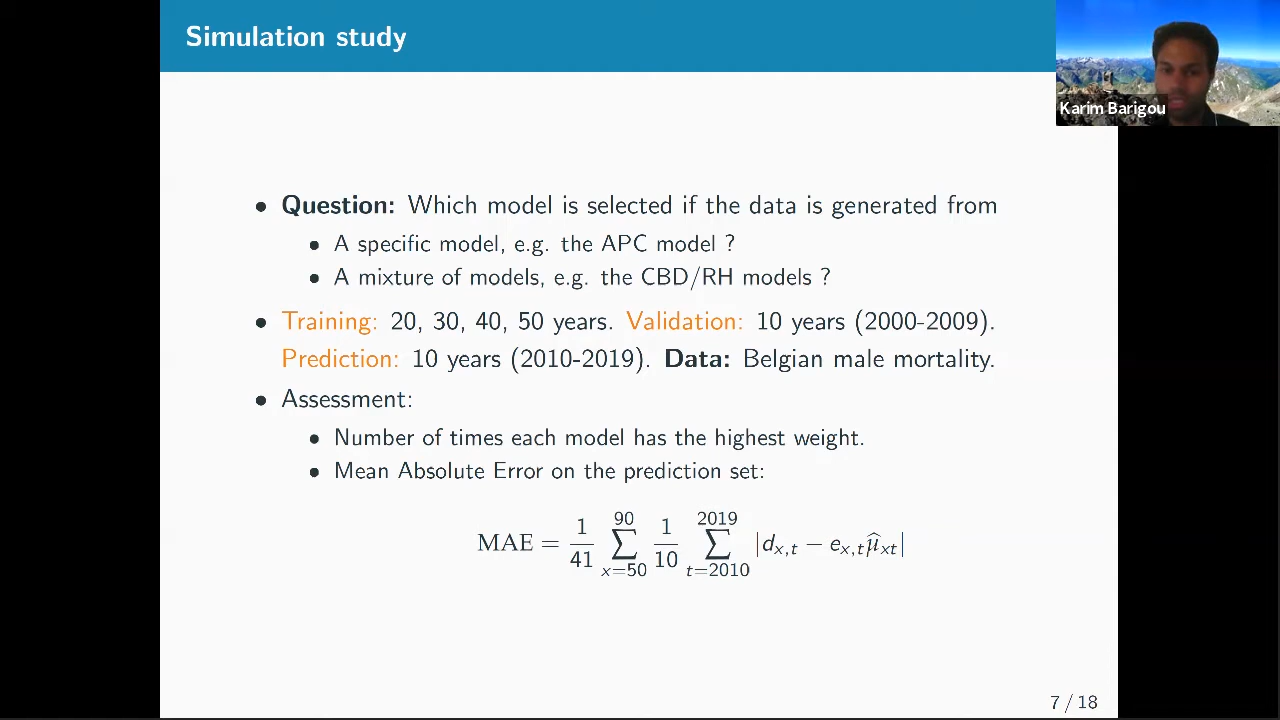 Simulation study
Karim Barigou
• Question: Which model is selected if the data is generated from
• A specific model, e.g. the APC model ?
• A mixture of models, e.g. the CBD/RH models ?
• Training: 20, 30, 40, 50 years. Validation: 10 years (2000-2009).
Prediction: 10 years (2010-2019). Data: Belgian male mortality.
• Assessment:
• Number of times each model has the highest weight.
• Mean Absolute Error on the prediction set:
MAE = 1/41 ∑_{x=50}^{90} 1/10 ∑_{t=2010}^{2019} |d_{x,t} − e_{x,t} μ̂_{xt}|
7 / 18